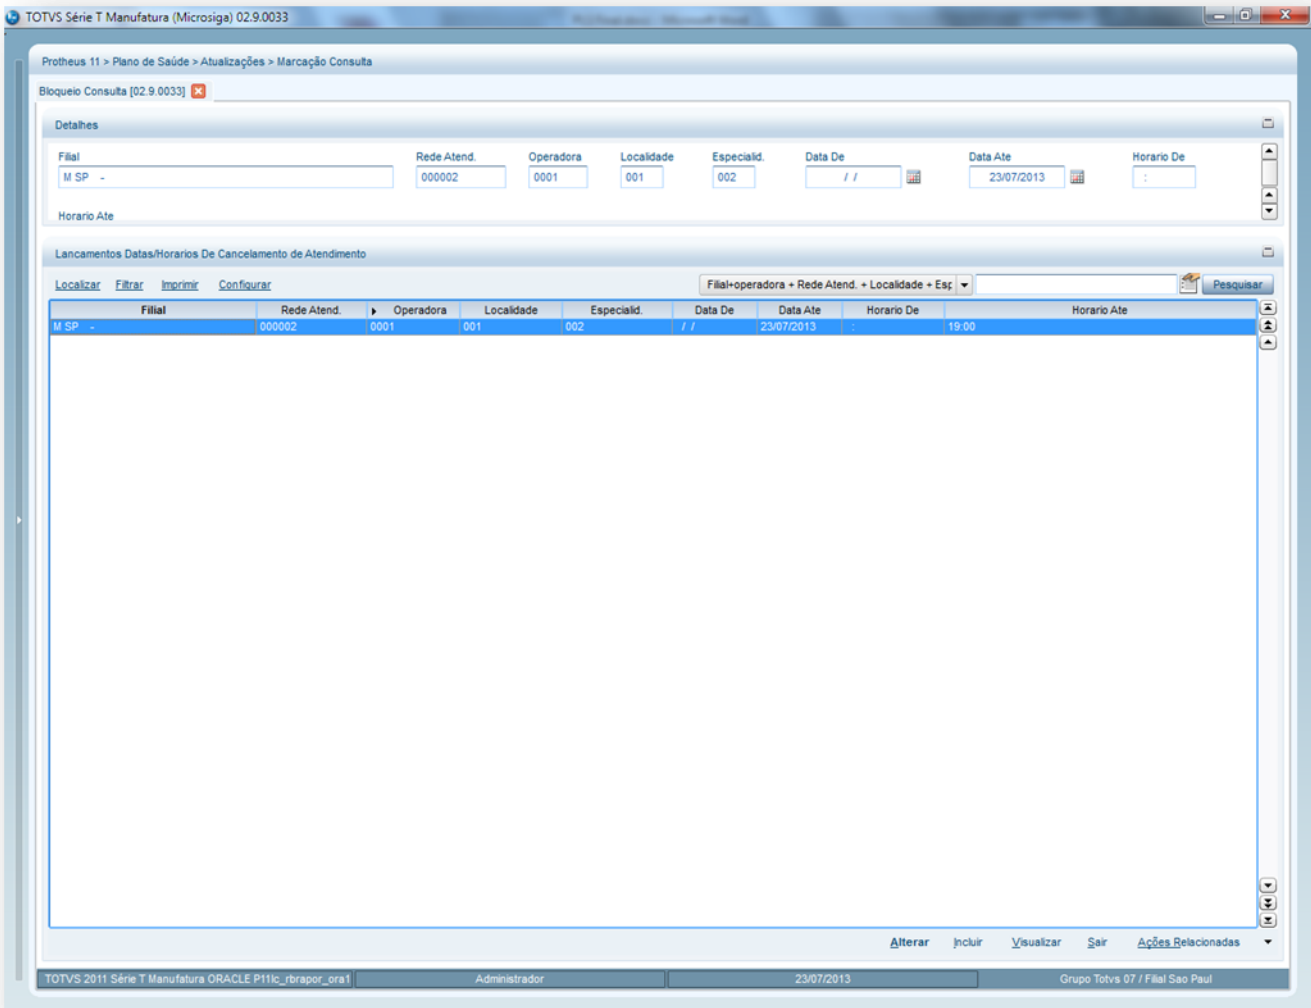 TOTVS Série T Manufatura (Microsiga) 02.9.0033
Protheus 11 > Plano de Saúde > Atualizações > Marcação Consulta
Bloqueio Consulta [02.9.0033]
Detalhes
Filial Rede Atend. Operadora Localidade Especialid. Data De Data Ate Horario De
M SP - 000002 0001 001 002 / / 23/07/2013 :
Horario Ate
Lancamentos Datas/Horarios De Cancelamento de Atendimento
Localizar Filtrar Imprimir Configurar Filial+operadora + Rede Atend. + Localidade + Esp Pesquisar
Filial Rede Atend. Operadora Localidade Especialid. Data De Data Ate Horario De Horario Ate
M SP - 000002 0001 001 002 / / 23/07/2013 : 19:00
Alterar Incluir Visualizar Sair Ações Relacionadas
TOTVS 2011 Série T Manufatura ORACLE P11lc_rbrapor_ora1 Administrador 23/07/2013 Grupo Totvs 07 / Filial Sao Paul